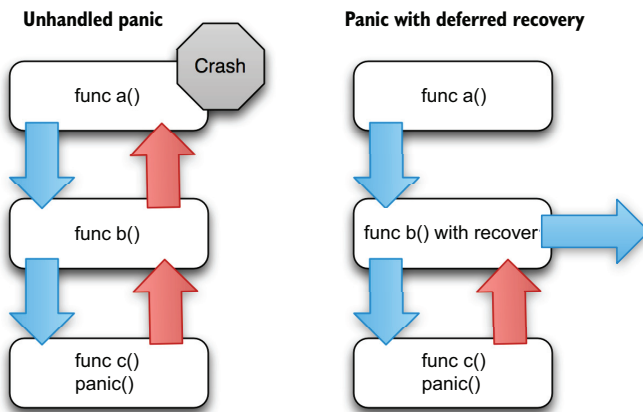 Unhandled panic
Crash
func a()
func b()
func c()
panic()
Panic with deferred recovery
func a()
func b() with recover
func c()
panic()